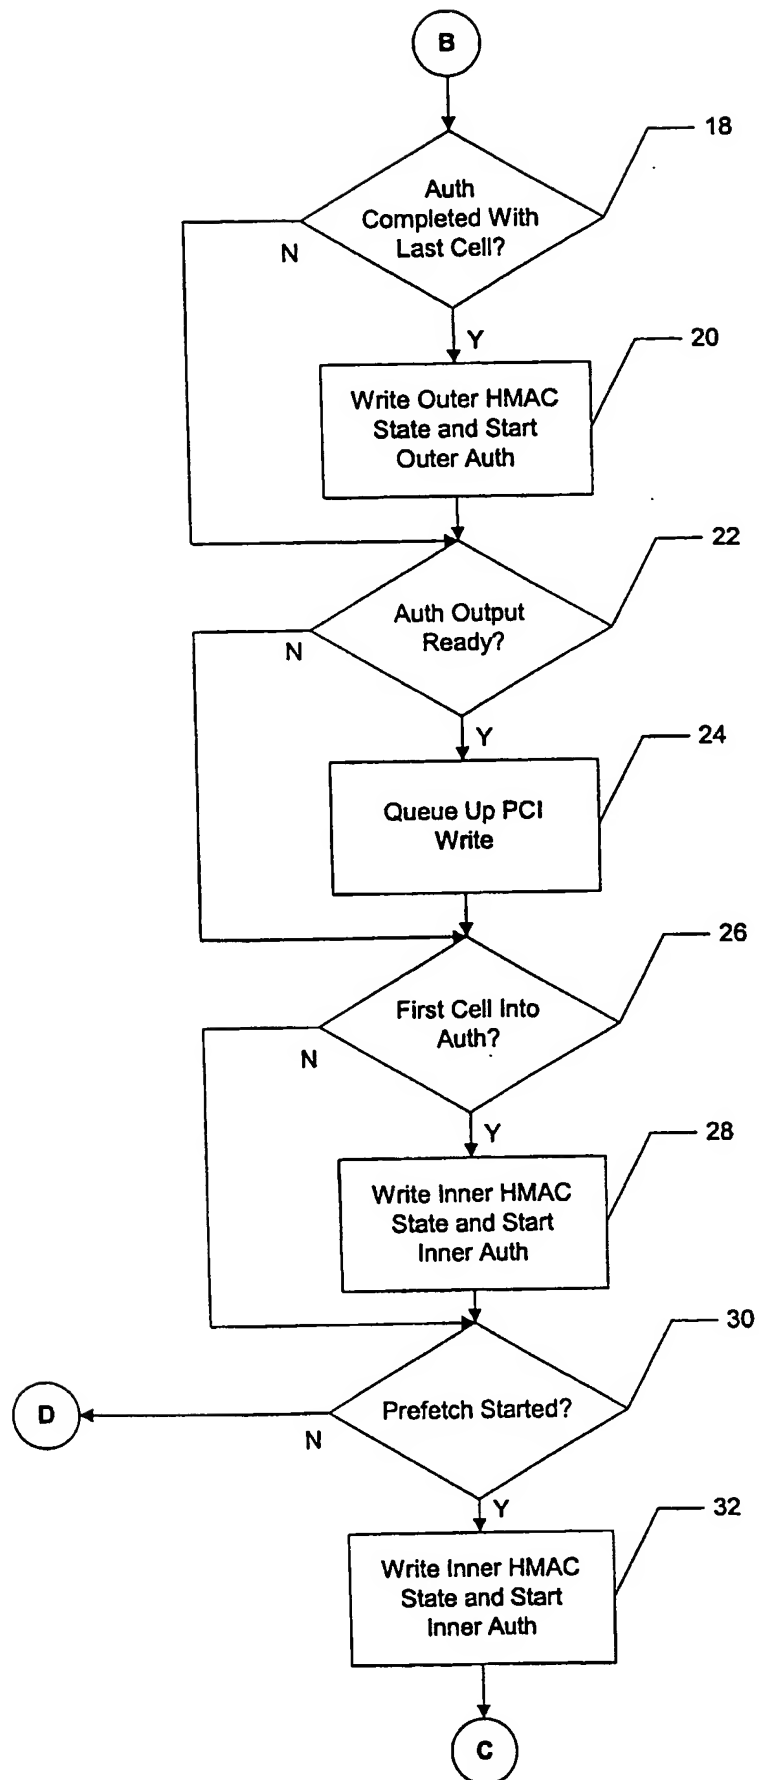 B
18
Auth
Completed With
Last Cell?
N
Y
20
Write Outer HMAC
State and Start
Outer Auth
22
Auth Output
Ready?
N
Y
24
Queue Up PCI
Write
26
First Cell Into
Auth?
N
Y
28
Write Inner HMAC
State and Start
Inner Auth
30
Prefetch Started?
D
N
Y
32
Write Inner HMAC
State and Start
Inner Auth
C